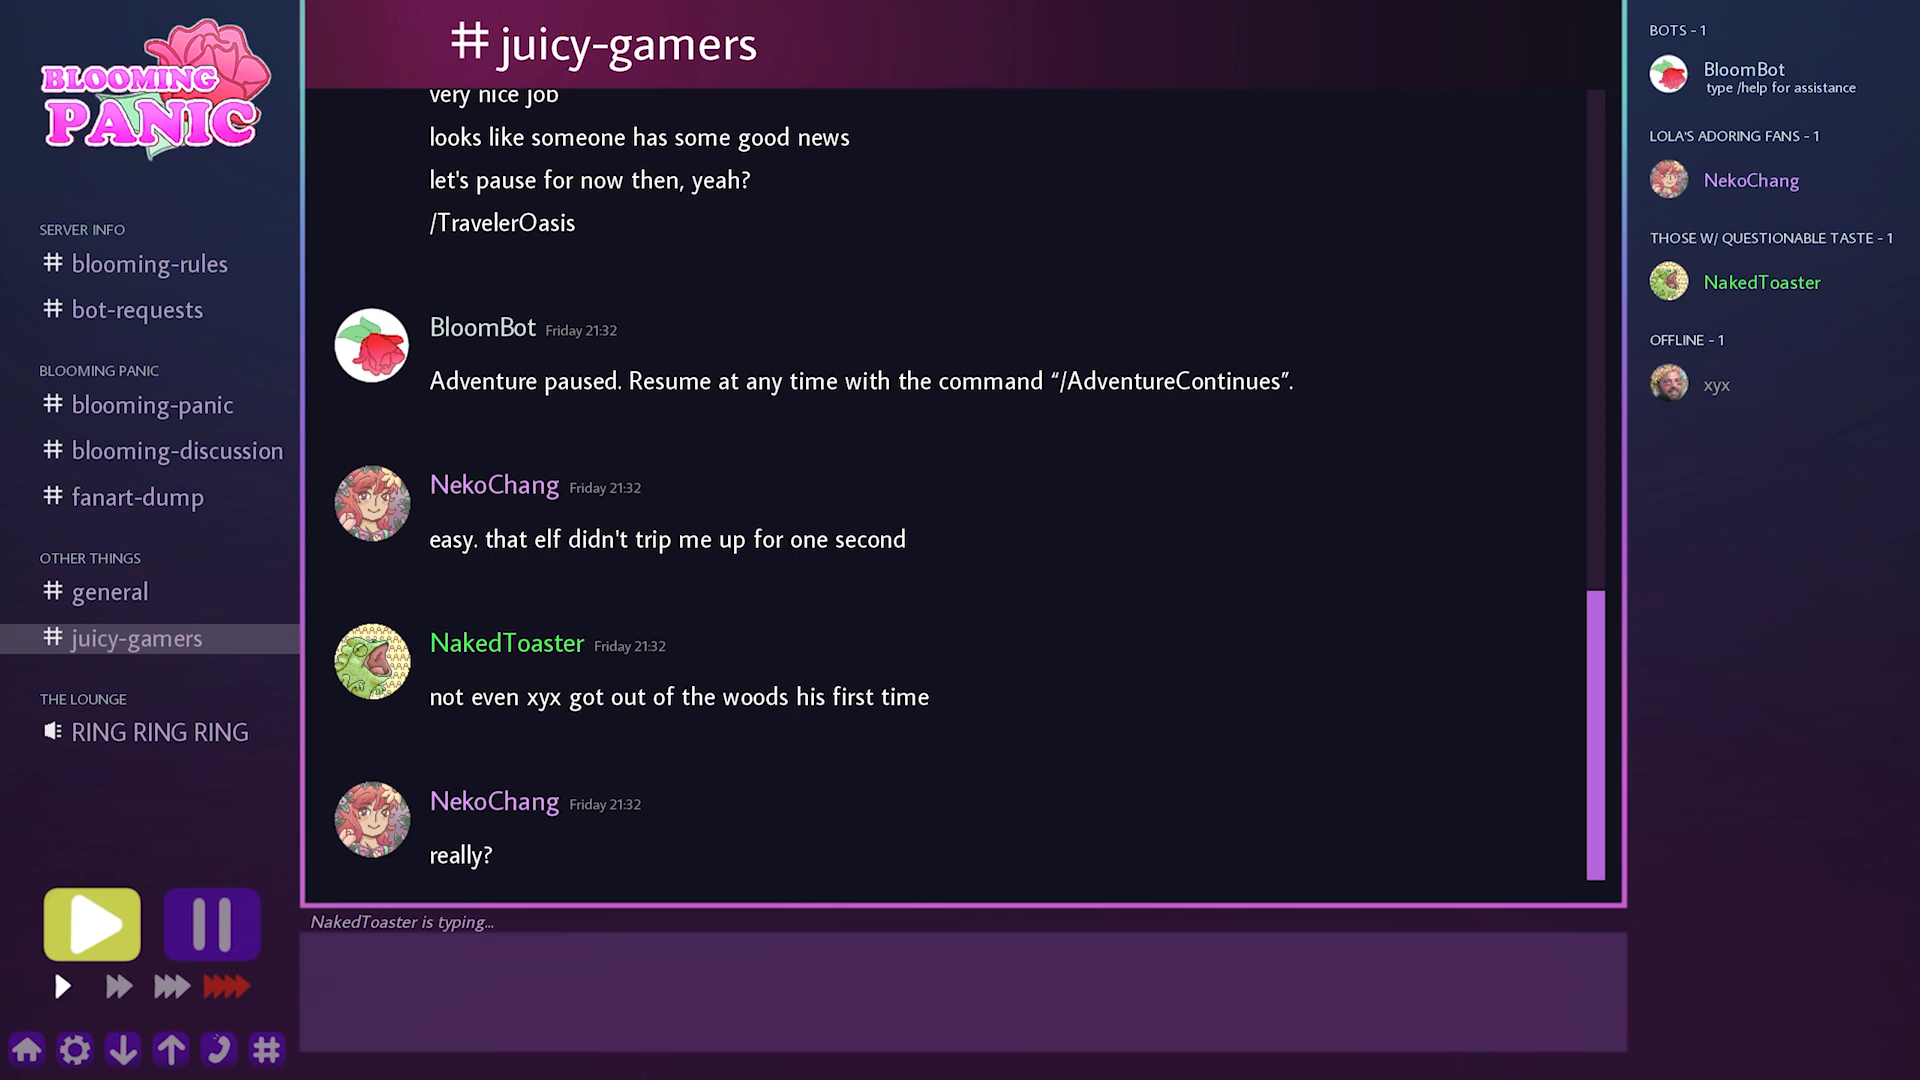 BLOOMING
PANIC
SERVER INFO
# blooming-rules
# bot-requests
BLOOMING PANIC
# blooming-panic
# blooming-discussion
# fanart-dump
OTHER THINGS
# general
# juicy-gamers
THE LOUNGE
RING RING RING
# juicy-gamers
very nice job
looks like someone has some good news
let's pause for now then, yeah?
/TravelerOasis
BloomBot Friday 21:32
Adventure paused. Resume at any time with the command “/AdventureContinues”.
NekoChang Friday 21:32
easy. that elf didn't trip me up for one second
NakedToaster Friday 21:32
not even xyx got out of the woods his first time
NekoChang Friday 21:32
really?
NakedToaster is typing...
BOTS - 1
BloomBot
type /help for assistance
LOLA'S ADORING FANS - 1
NekoChang
THOSE W/ QUESTIONABLE TASTE - 1
NakedToaster
OFFLINE - 1
xyx